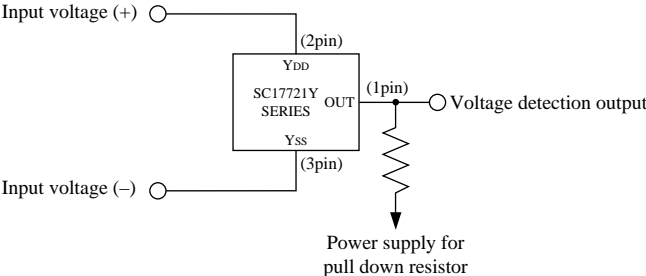 Input voltage (+)
(2pin)
YDD
SC17721Y
SERIES
OUT
(1pin)
Voltage detection output
YSS
(3pin)
Input voltage (–)
Power supply for
pull down resistor